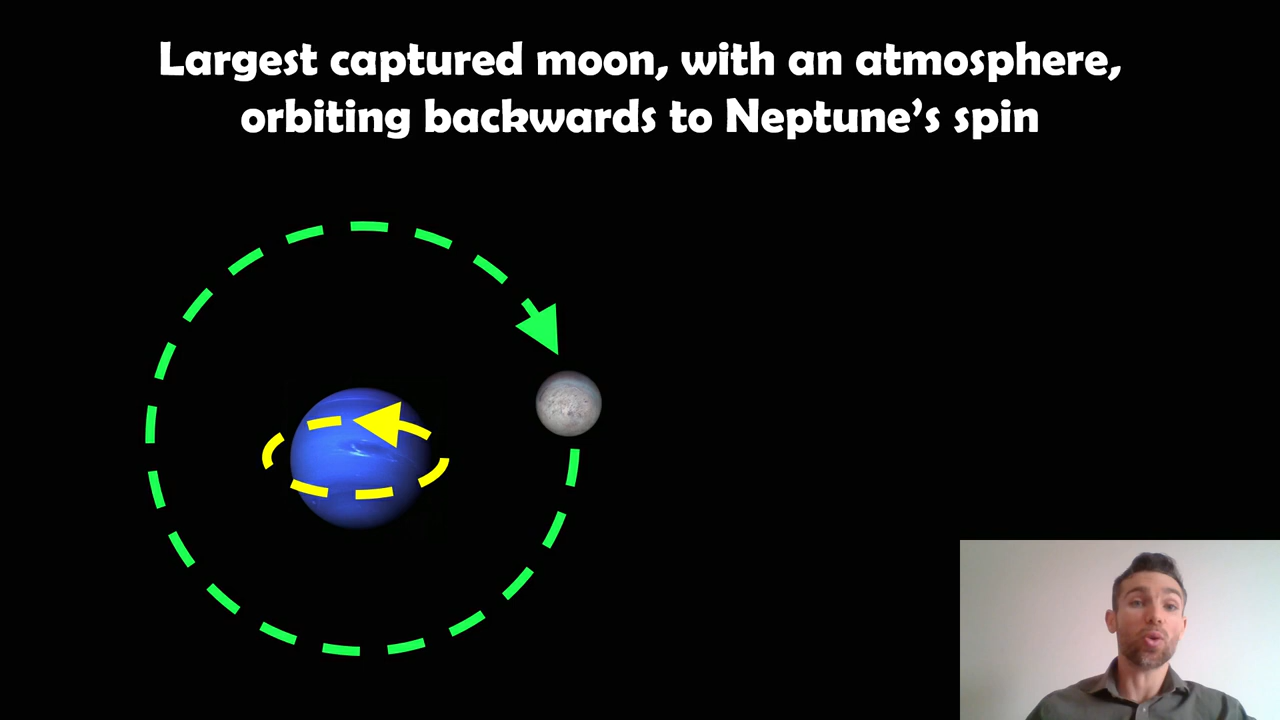 Largest captured moon, with an atmosphere,
orbiting backwards to Neptune’s spin